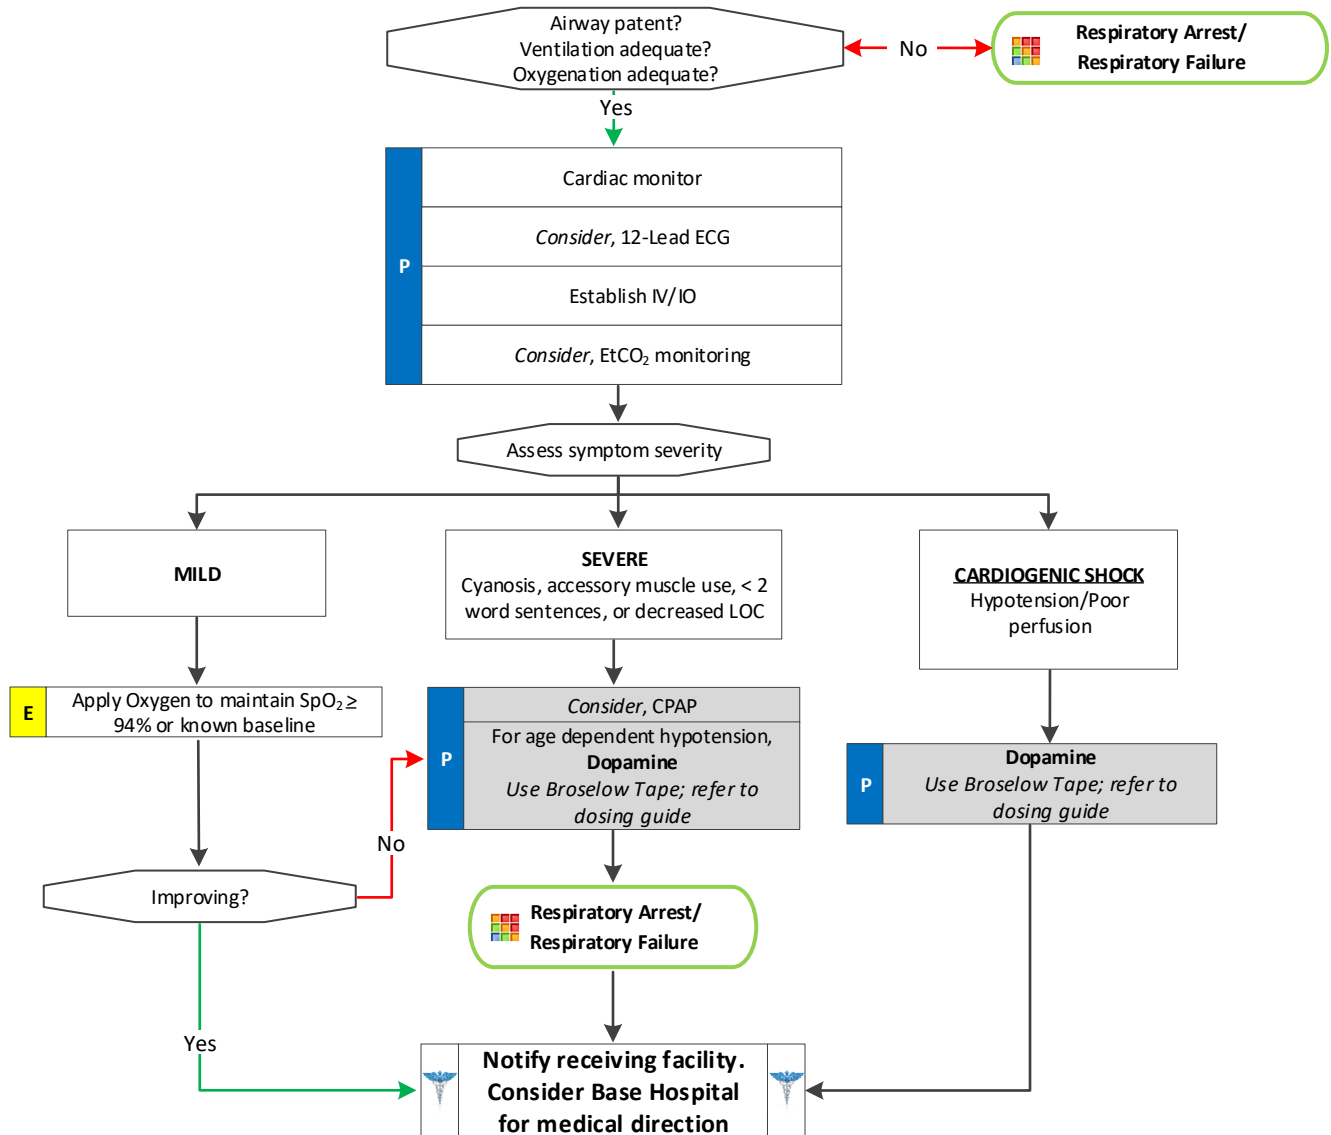 Airway patent?
Ventilation adequate?
Oxygenation adequate?
No
Respiratory Arrest/
Respiratory Failure
Yes
P
Cardiac monitor
Consider, 12-Lead ECG
Establish IV/IO
Consider, EtCO₂ monitoring
Assess symptom severity
MILD
SEVERE
Cyanosis, accessory muscle use, < 2
word sentences, or decreased LOC
CARDIOGENIC SHOCK
Hypotension/Poor
perfusion
E
Apply Oxygen to maintain SpO₂ ≥
94% or known baseline
P
Consider, CPAP
For age dependent hypotension,
Dopamine
Use Broselow Tape; refer to
dosing guide
P
Dopamine
Use Broselow Tape; refer to
dosing guide
No
Improving?
Respiratory Arrest/
Respiratory Failure
Yes
Notify receiving facility.
Consider Base Hospital
for medical direction